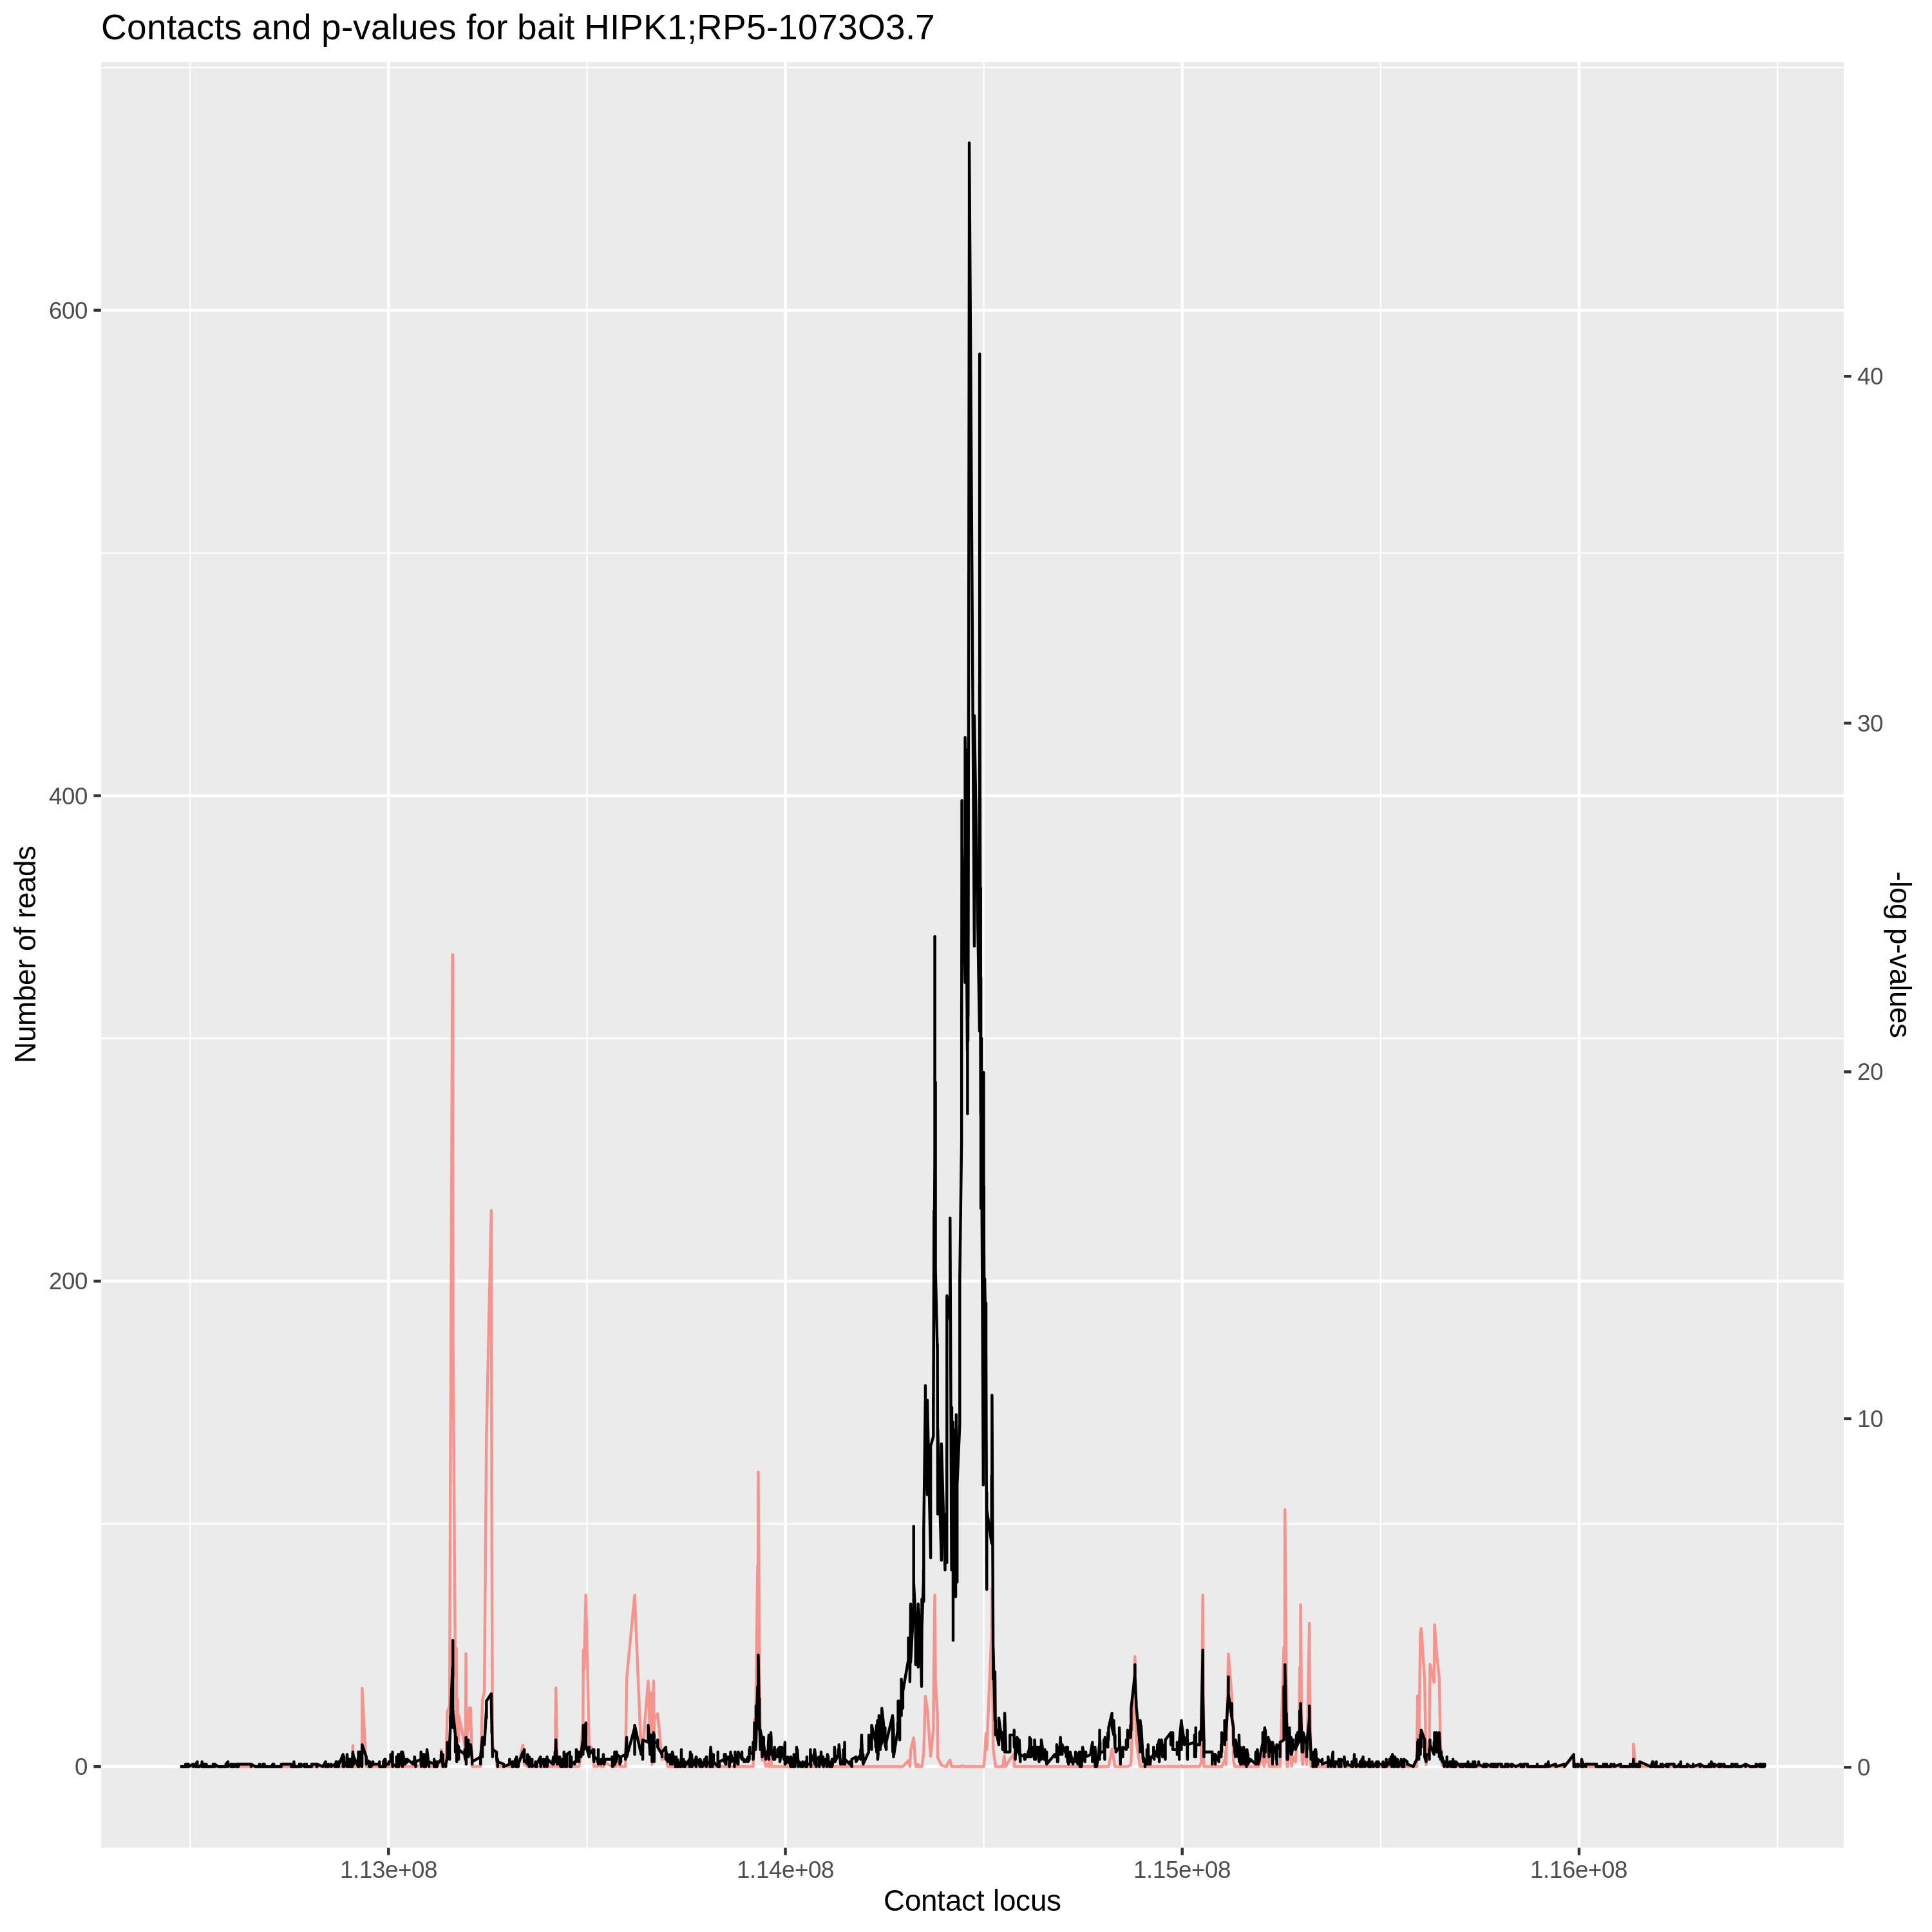 Contacts and p-values for bait HIPK1;RP5-1073O3.7
Number of reads
600
400
200
0
40
30
20
10
0
-log p-values
1.13e+08
1.14e+08
1.15e+08
1.16e+08
Contact locus